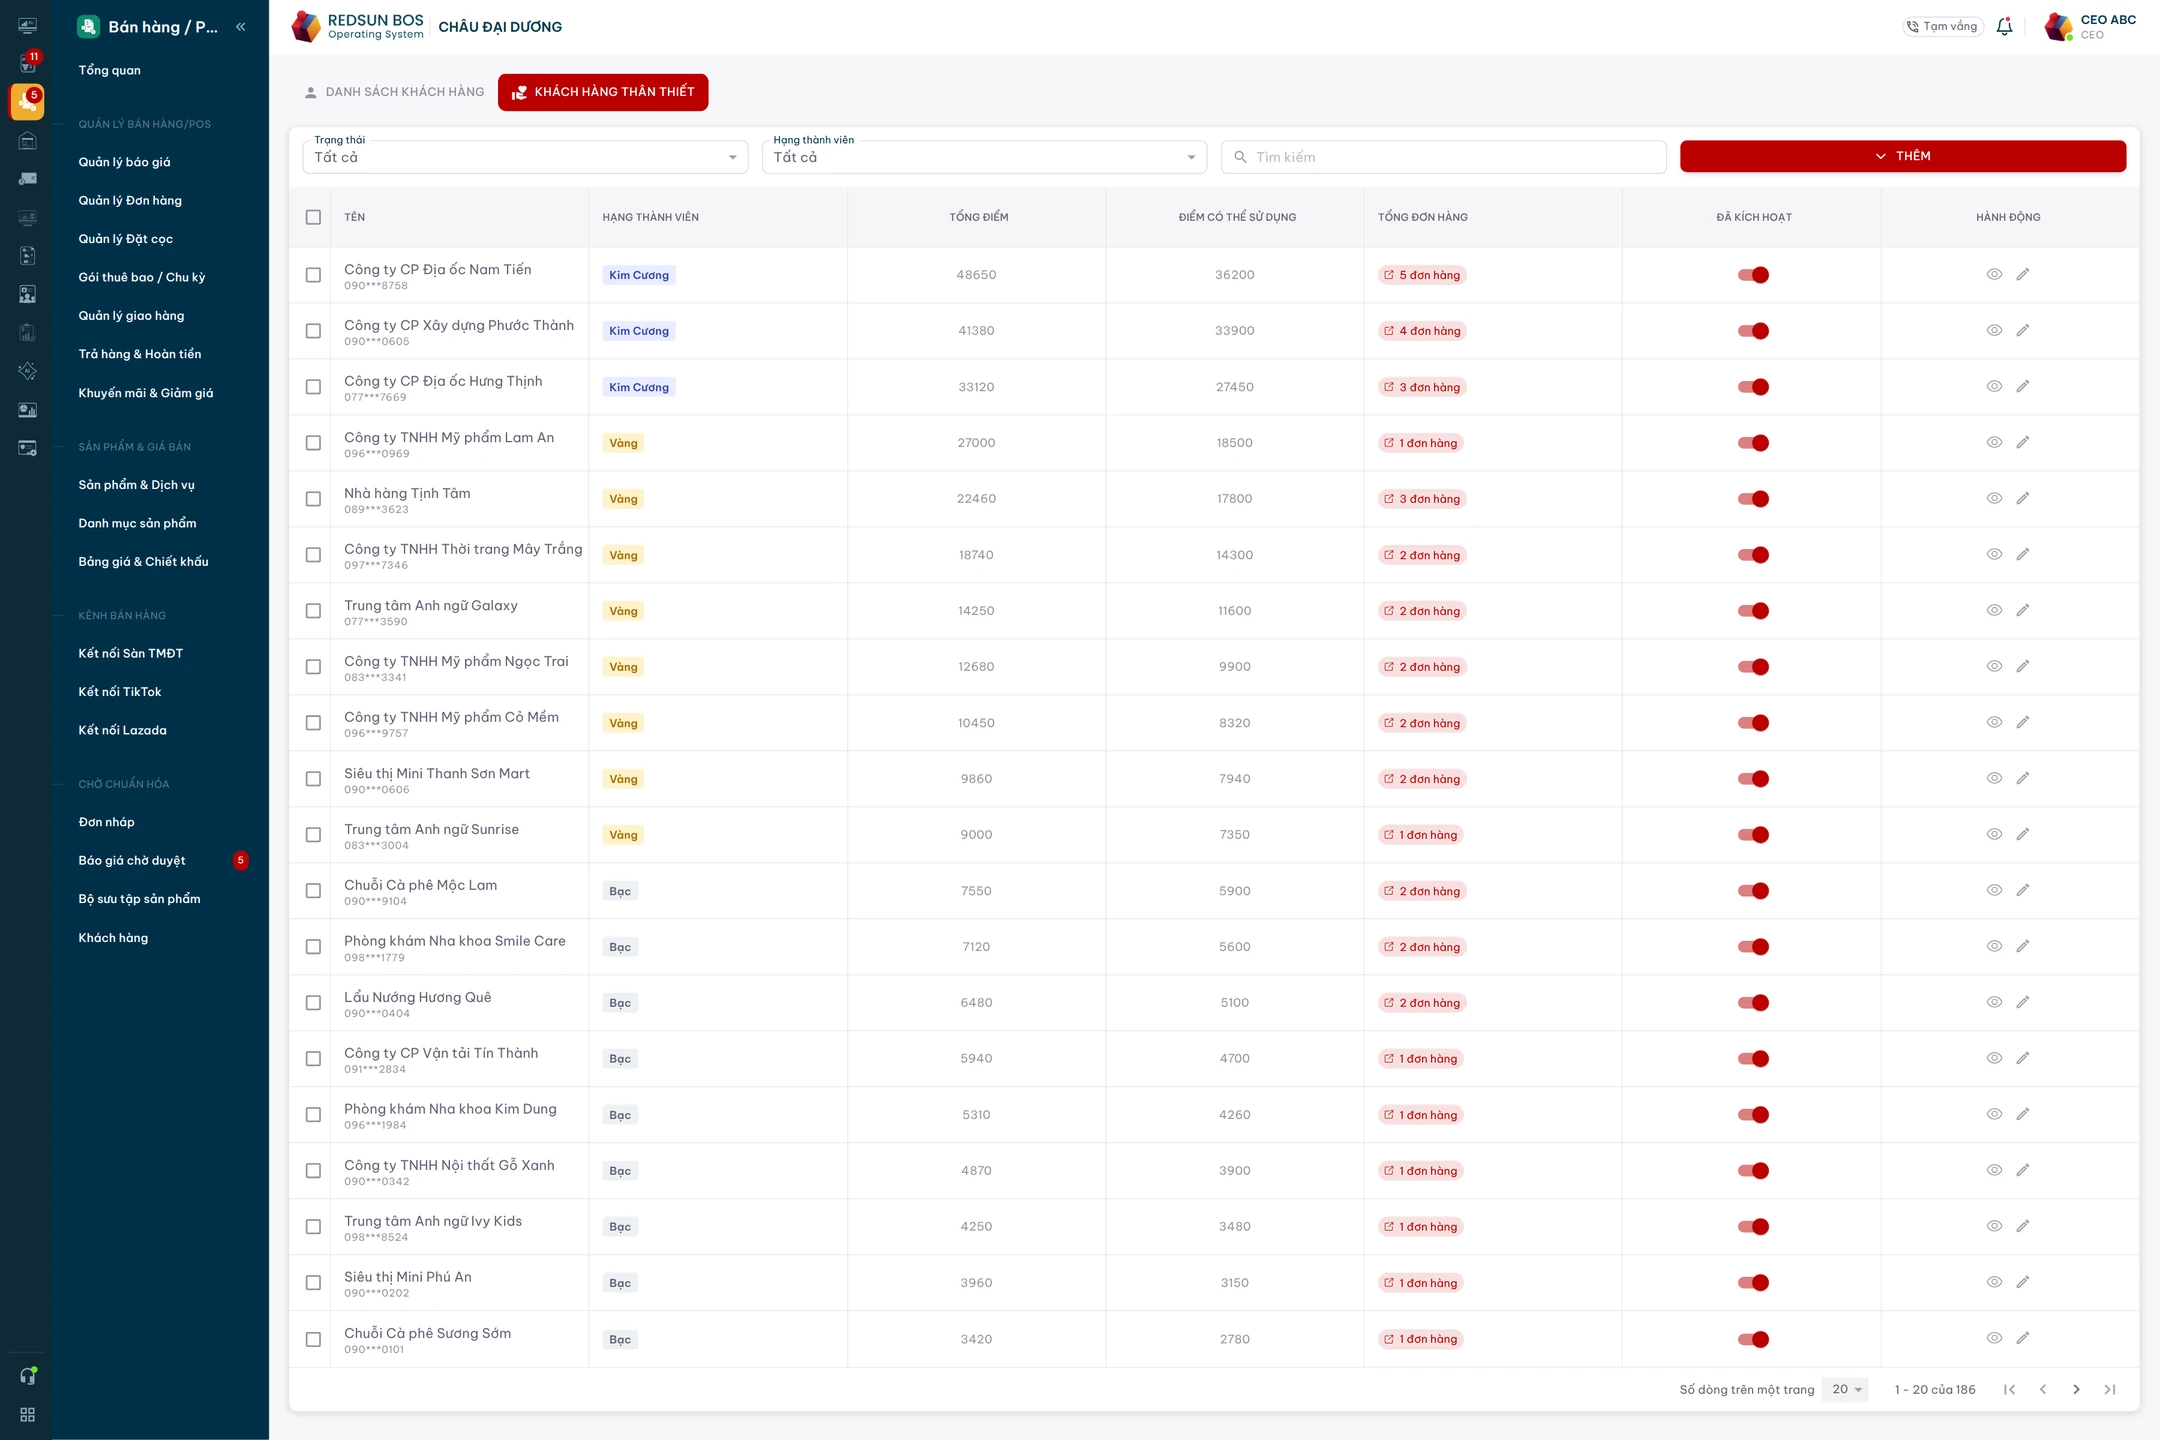 11
5
Bán hàng / P...
Tổng quan
QUẢN LÝ BÁN HÀNG/POS
Quản lý báo giá
Quản lý Đơn hàng
Quản lý Đặt cọc
Gói thuê bao / Chu kỳ
Quản lý giao hàng
Trả hàng & Hoàn tiền
Khuyến mãi & Giảm giá
SẢN PHẨM & GIÁ BÁN
Sản phẩm & Dịch vụ
Danh mục sản phẩm
Bảng giá & Chiết khấu
KÊNH BÁN HÀNG
Kết nối Sàn TMĐT
Kết nối TikTok
Kết nối Lazada
CHỜ CHUẨN HÓA
Đơn nháp
Báo giá chờ duyệt 5
Bộ sưu tập sản phẩm
Khách hàng
REDSUN BOS
Operating System
CHÂU ĐẠI DƯƠNG
Tạm vắng
CEO ABC
CEO
DANH SÁCH KHÁCH HÀNG
KHÁCH HÀNG THÂN THIẾT
Trạng thái
Tất cả
Hạng thành viên
Tất cả
Tìm kiếm
THÊM
TÊN HẠNG THÀNH VIÊN TỔNG ĐIỂM ĐIỂM CÓ THỂ SỬ DỤNG TỔNG ĐƠN HÀNG ĐÃ KÍCH HOẠT HÀNH ĐỘNG
Công ty CP Địa ốc Nam Tiến Kim Cương 48650 36200 5 đơn hàng
090***8758
Công ty CP Xây dựng Phước Thành Kim Cương 41380 33900 4 đơn hàng
090***0605
Công ty CP Địa ốc Hưng Thịnh Kim Cương 33120 27450 3 đơn hàng
077***7669
Công ty TNHH Mỹ phẩm Lam An Vàng 27000 18500 1 đơn hàng
096***0969
Nhà hàng Tịnh Tâm Vàng 22460 17800 3 đơn hàng
089***3623
Công ty TNHH Thời trang Mây Trắng Vàng 18740 14300 2 đơn hàng
097***7346
Trung tâm Anh ngữ Galaxy Vàng 14250 11600 2 đơn hàng
077***3590
Công ty TNHH Mỹ phẩm Ngọc Trai Vàng 12680 9900 2 đơn hàng
083***3341
Công ty TNHH Mỹ phẩm Cỏ Mềm Vàng 10450 8320 2 đơn hàng
096***9757
Siêu thị Mini Thanh Sơn Mart Vàng 9860 7940 2 đơn hàng
090***0606
Trung tâm Anh ngữ Sunrise Vàng 9000 7350 1 đơn hàng
083***3004
Chuỗi Cà phê Mộc Lam Bạc 7550 5900 2 đơn hàng
090***9104
Phòng khám Nha khoa Smile Care Bạc 7120 5600 2 đơn hàng
098***1779
Lẩu Nướng Hương Quê Bạc 6480 5100 2 đơn hàng
090***0404
Công ty CP Vận tải Tín Thành Bạc 5940 4700 1 đơn hàng
091***2834
Phòng khám Nha khoa Kim Dung Bạc 5310 4260 1 đơn hàng
096***1984
Công ty TNHH Nội thất Gỗ Xanh Bạc 4870 3900 1 đơn hàng
090***0342
Trung tâm Anh ngữ Ivy Kids Bạc 4250 3480 1 đơn hàng
098***8524
Siêu thị Mini Phú An Bạc 3960 3150 1 đơn hàng
090***0202
Chuỗi Cà phê Sương Sớm Bạc 3420 2780 1 đơn hàng
090***0101
Số dòng trên một trang 20 1 - 20 của 186